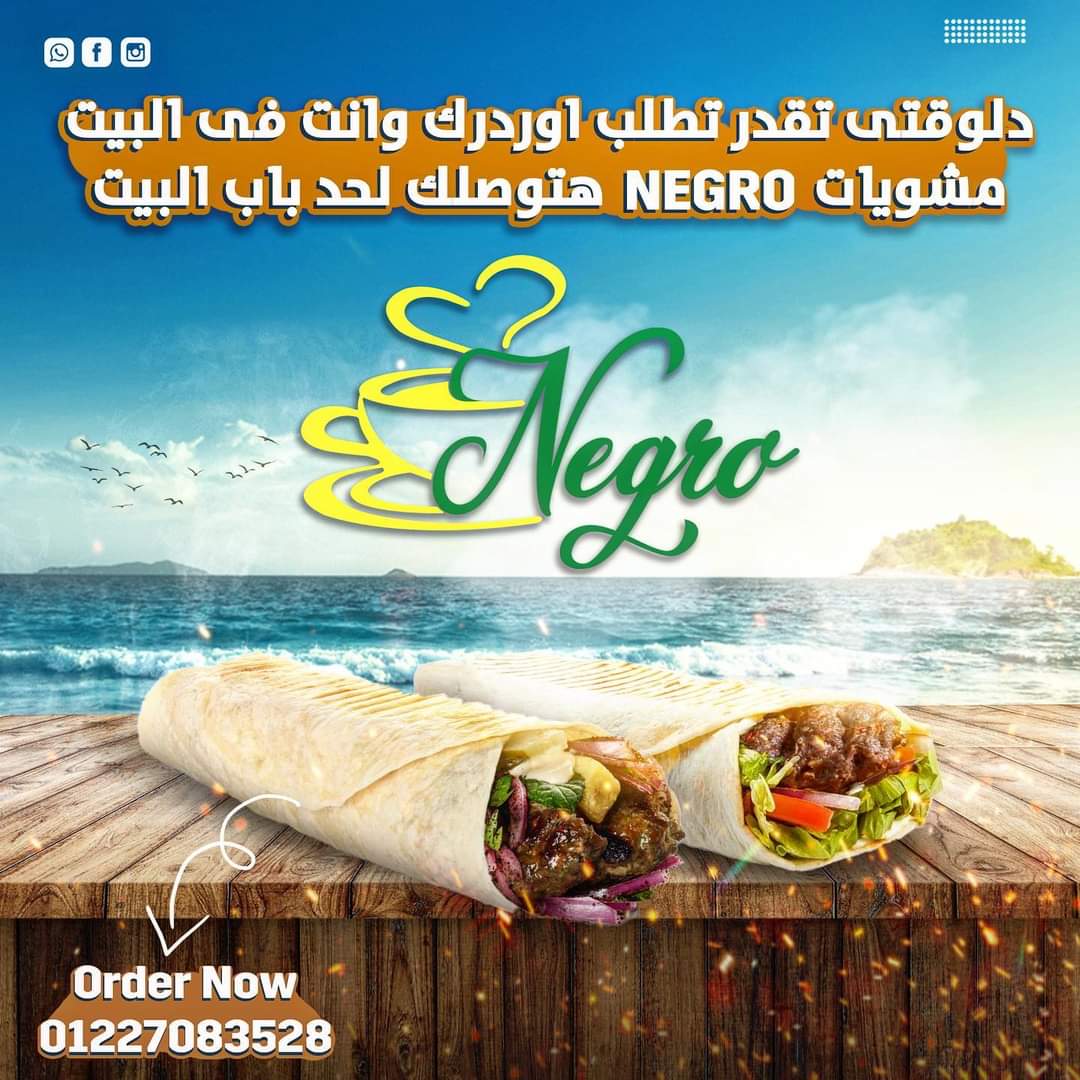 دلوقتى تقدر تطلب اوردرك وانت فى البيت
مشويات NEGRO هتوصلك لحد باب البيت
Negro
Order Now
01227083528